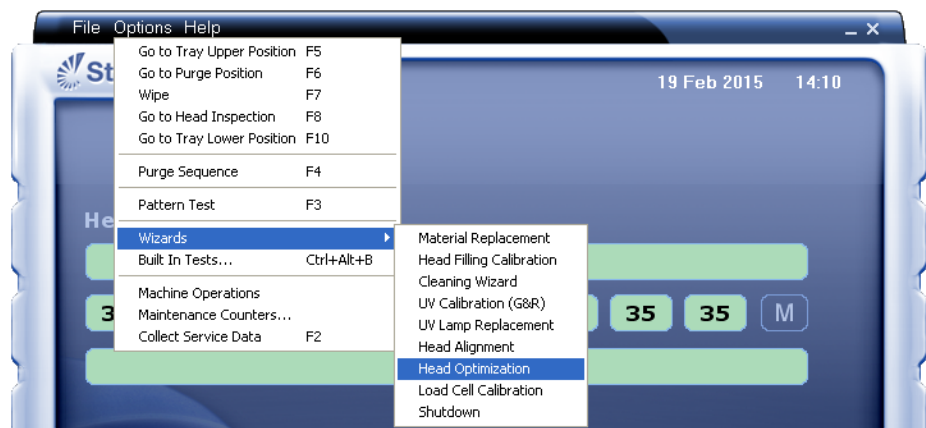 File Options Help
Go to Tray Upper Position F5
St
19 Feb 2015 14:10
Go to Purge Position F6
Wipe F7
Go to Head Inspection F8
Go to Tray Lower Position F10
Purge Sequence F4
Pattern Test F3
He
Wizards
Built In Tests... Ctrl+Alt+B
Machine Operations
Maintenance Counters...
Collect Service Data F2
Material Replacement
Head Filling Calibration
Cleaning Wizard
UV Calibration (G&R)
UV Lamp Replacement
Head Alignment
Head Optimization
Load Cell Calibration
Shutdown
3 35 35 M